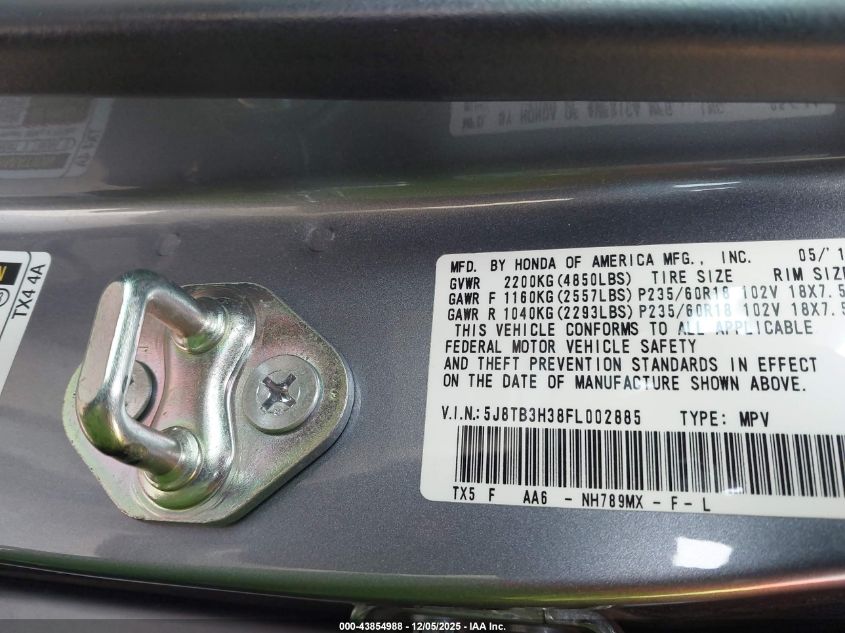 MFD. BY HONDA OF AMERICA MFG., INC. 05/'1
GVWR 2200KG(4850LBS) TIRE SIZE RIM SIZE
GAWR F 1160KG(2557LBS) P235/60R18 102V 18X7.5
GAWR R 1040KG(2293LBS) P235/60R18 102V 18X7.5
THIS VEHICLE CONFORMS TO ALL APPLICABLE
FEDERAL MOTOR VEHICLE SAFETY
AND THEFT PREVENTION STANDARDS IN EFFECT
ON THE DATE OF MANUFACTURE SHOWN ABOVE.
V.I.N.: 5J8TB3H38FL002885 TYPE: MPV
TX5 F AA6 - NH789MX - F - L
TX4 4A
000-43854988 - 12/05/2025 - IAA Inc.